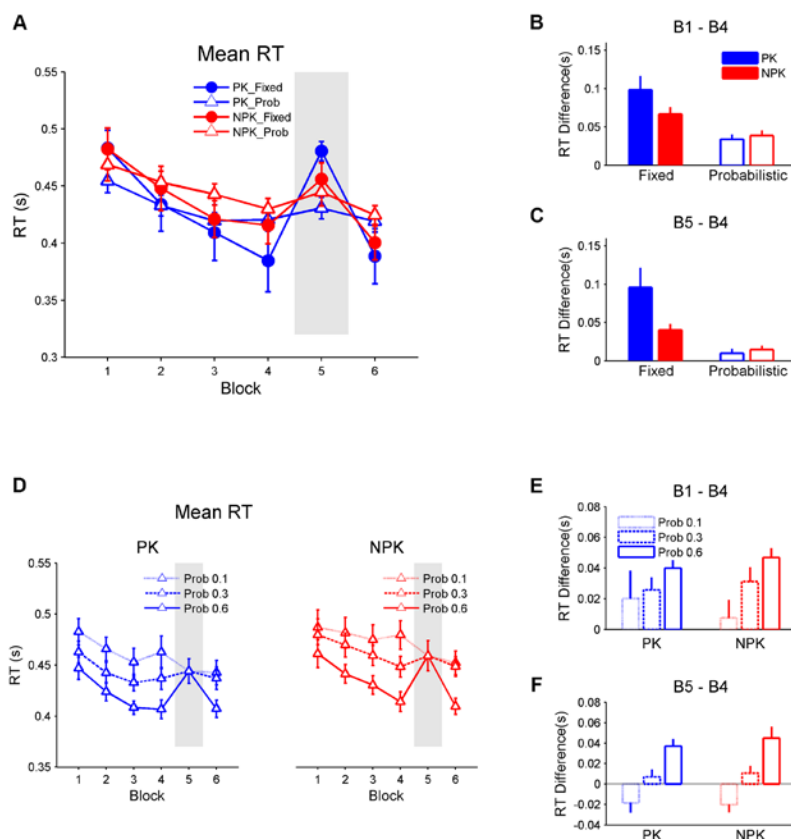 A
Mean RT
PK_Fixed
PK_Prob
NPK_Fixed
NPK_Prob
0.55
0.5
0.45
0.4
0.35
0.3
RT (s)
1 2 3 4 5 6
Block
B
B1 - B4
PK
NPK
0.15
0.1
0.05
0
RT Difference(s)
Fixed Probabilistic
C
B5 - B4
0.15
0.1
0.05
0
RT Difference(s)
Fixed Probabilistic
D
Mean RT
PK
Prob 0.1
Prob 0.3
Prob 0.6
0.55
0.5
0.45
0.4
0.35
RT (s)
1 2 3 4 5 6
Block
NPK
Prob 0.1
Prob 0.3
Prob 0.6
1 2 3 4 5 6
Block
E
B1 - B4
Prob 0.1
Prob 0.3
Prob 0.6
0.08
0.06
0.04
0.02
0
RT Difference(s)
PK NPK
F
B5 - B4
0.08
0.06
0.04
0.02
0
-0.02
-0.04
RT Difference(s)
PK NPK